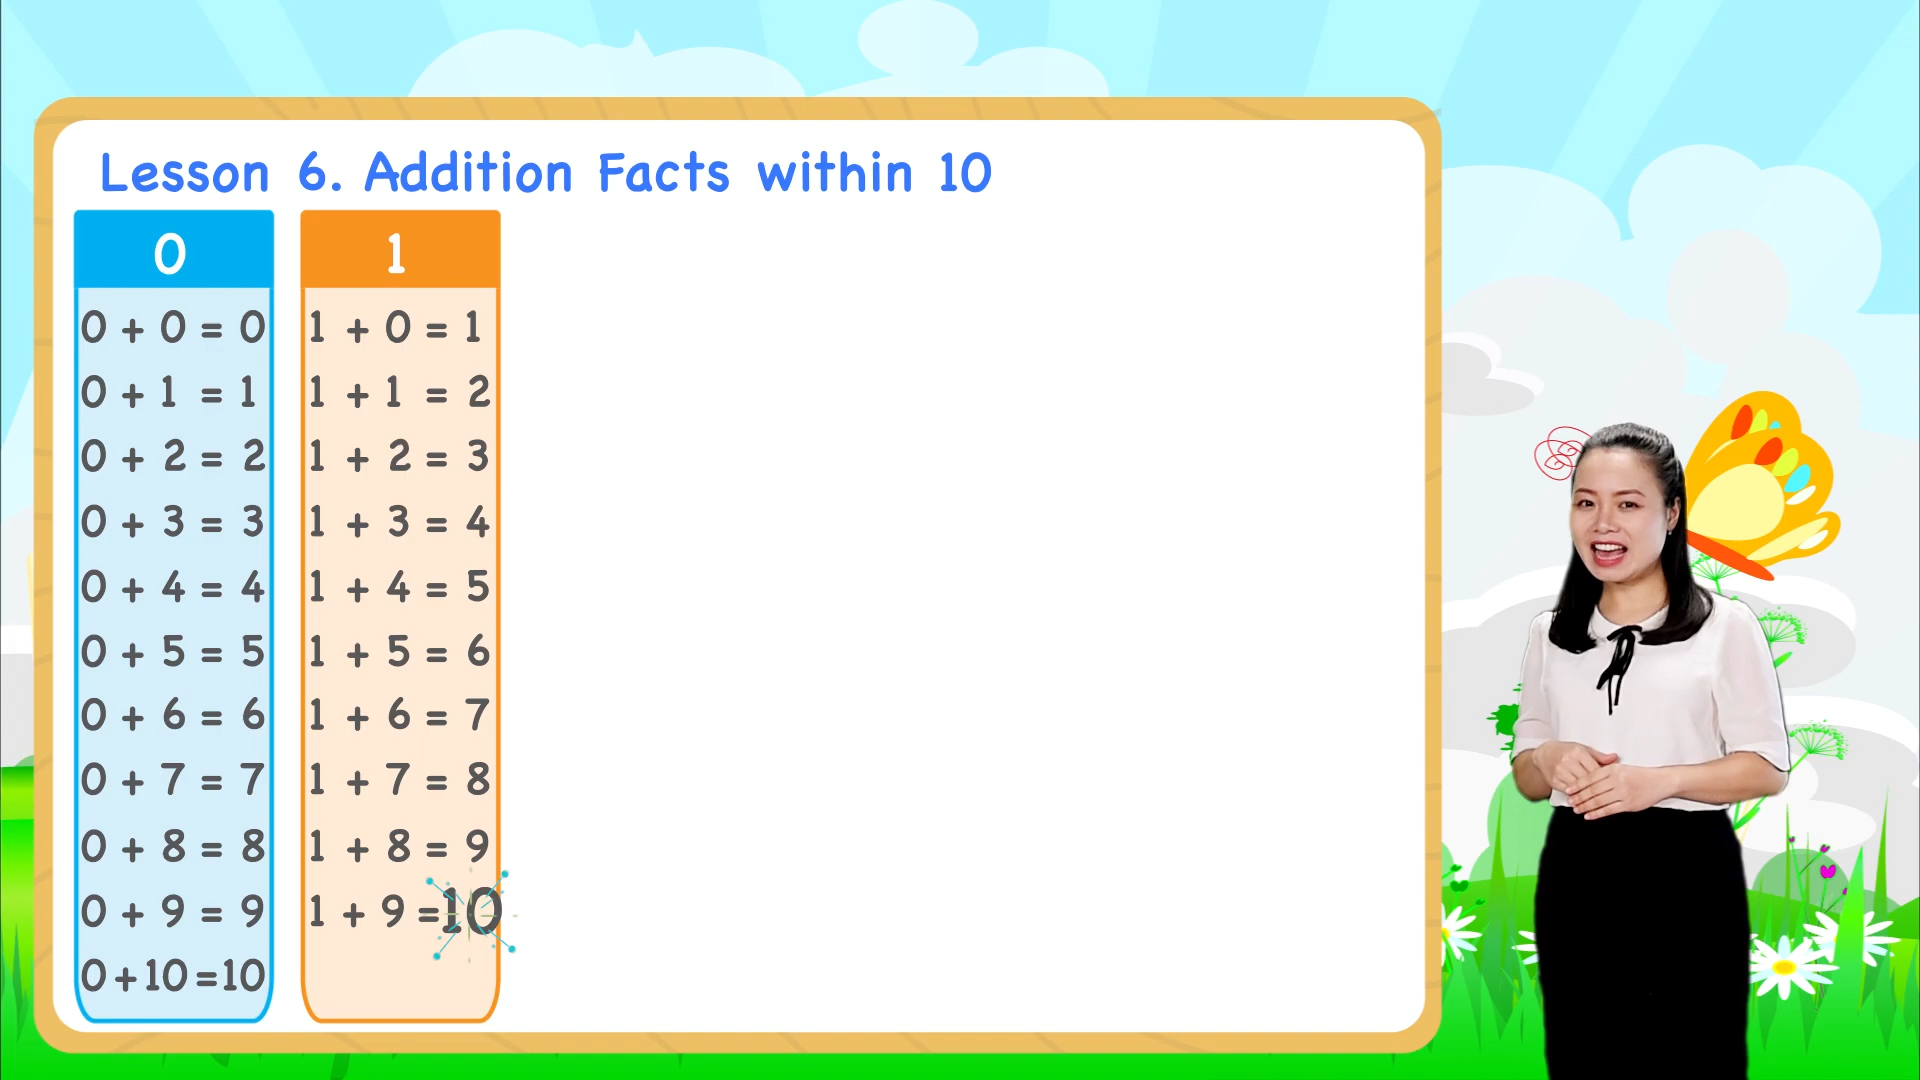 Lesson 6. Addition Facts within 10
0
0 + 0 = 0
0 + 1 = 1
0 + 2 = 2
0 + 3 = 3
0 + 4 = 4
0 + 5 = 5
0 + 6 = 6
0 + 7 = 7
0 + 8 = 8
0 + 9 = 9
0 + 10 = 10
1
1 + 0 = 1
1 + 1 = 2
1 + 2 = 3
1 + 3 = 4
1 + 4 = 5
1 + 5 = 6
1 + 6 = 7
1 + 7 = 8
1 + 8 = 9
1 + 9 = 10